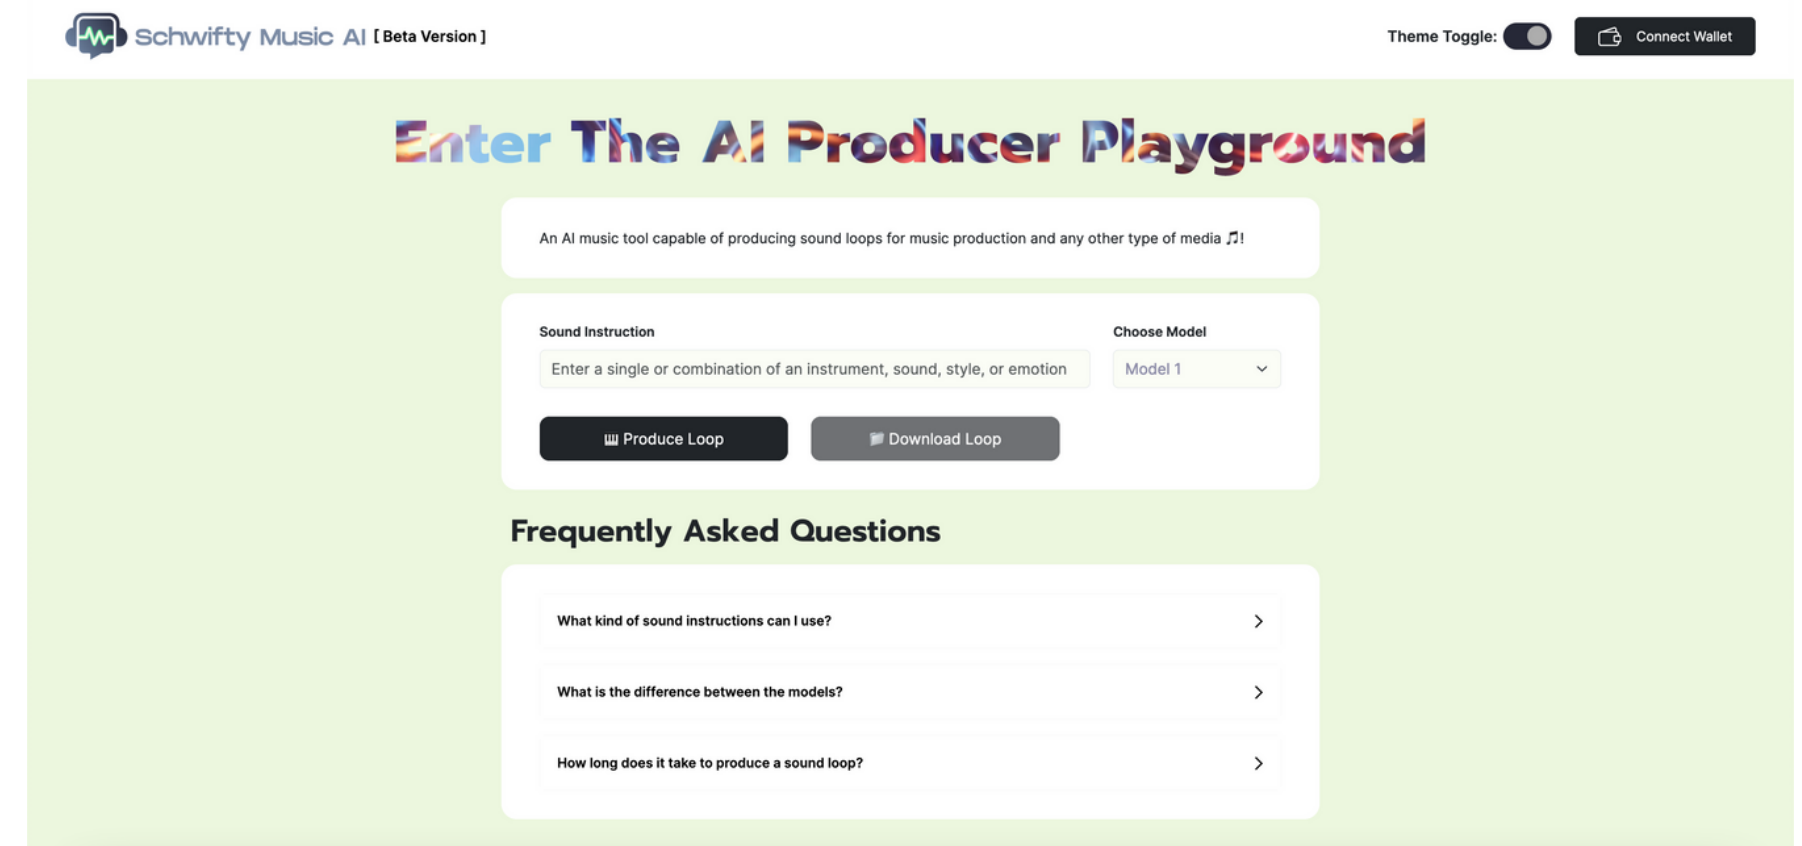 Schwifty Music AI [ Beta Version ]
Theme Toggle:
Connect Wallet
Enter The AI Producer Playground
An AI music tool capable of producing sound loops for music production and any other type of media 🎵!
Sound Instruction
Choose Model
Enter a single or combination of an instrument, sound, style, or emotion
Model 1
🎹 Produce Loop
📁 Download Loop
Frequently Asked Questions
What kind of sound instructions can I use?
What is the difference between the models?
How long does it take to produce a sound loop?